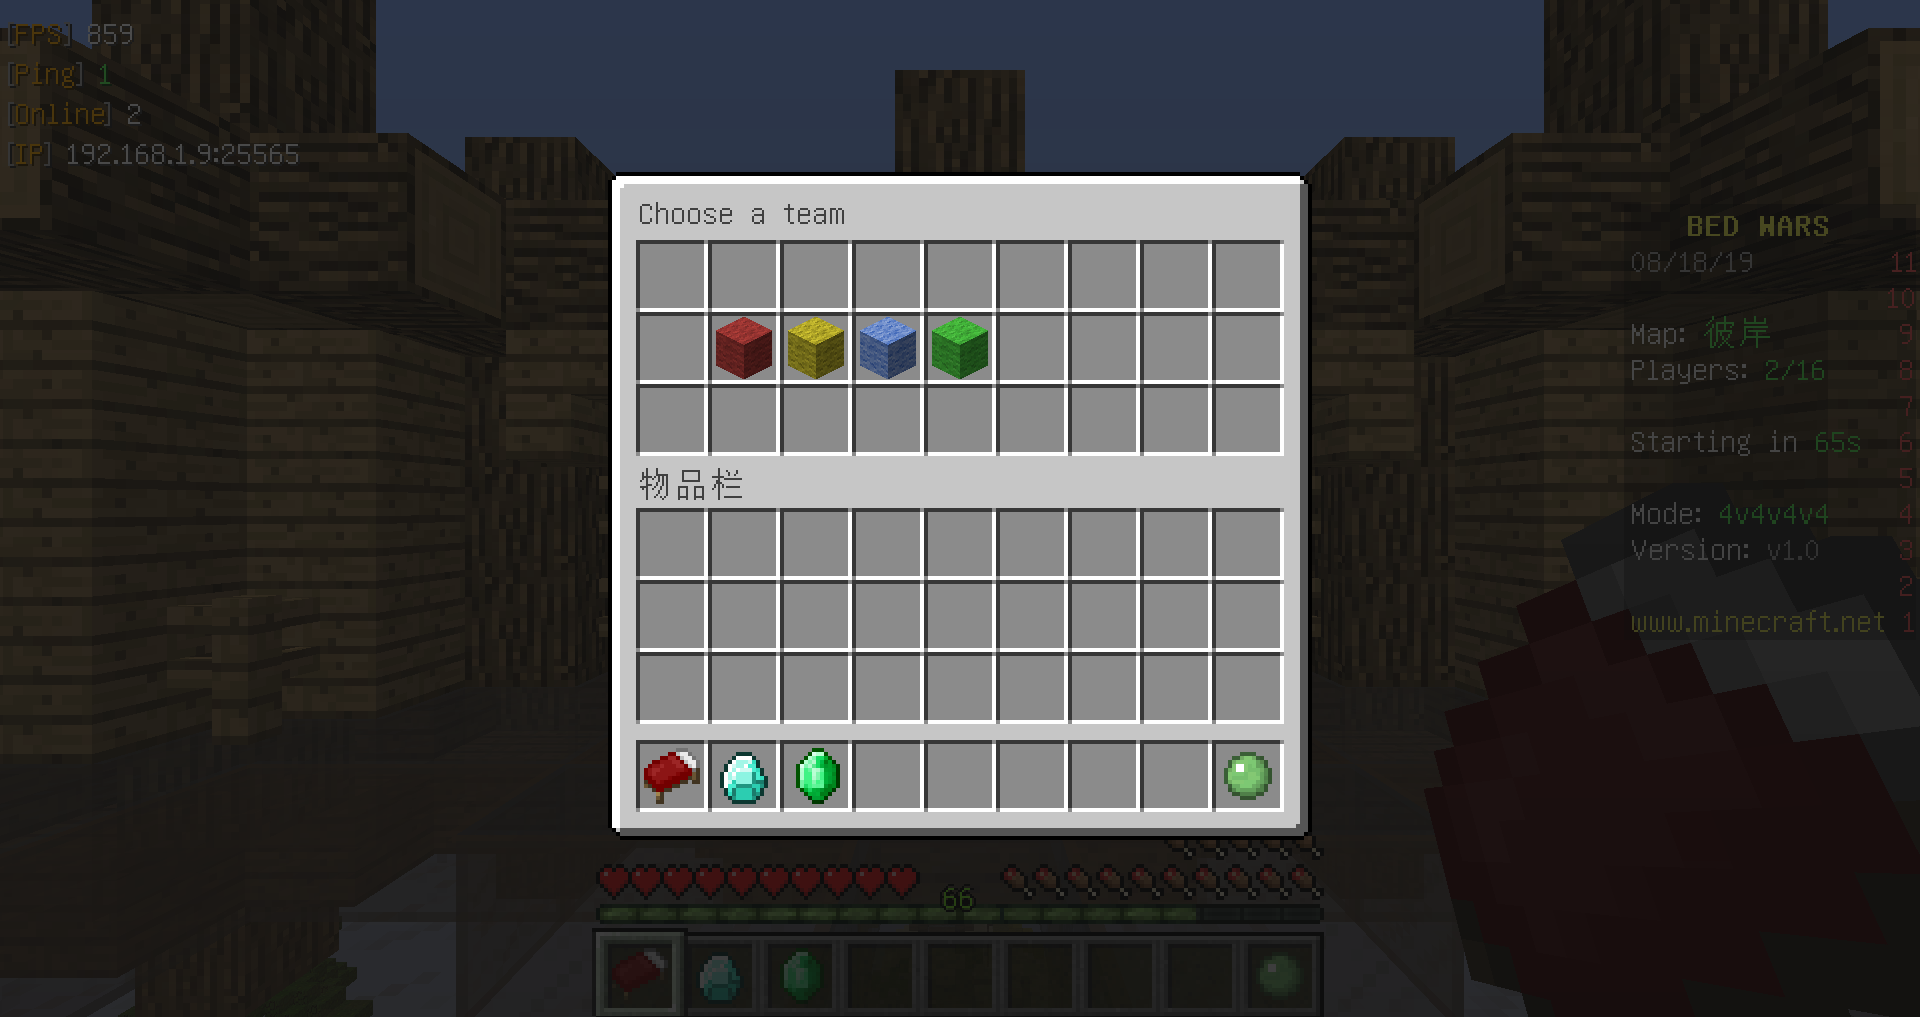 [FPS] 859
[Ping] 1
[Online] 2
[IP] 192.168.1.9:25565
Choose a team
物品栏
66
BED WARS
08/18/19 11
10
Map: 彼岸 9
Players: 2/16 8
7
Starting in 65s 6
5
Mode: 4v4v4v4 4
Version: v1.0 3
2
www.minecraft.net 1